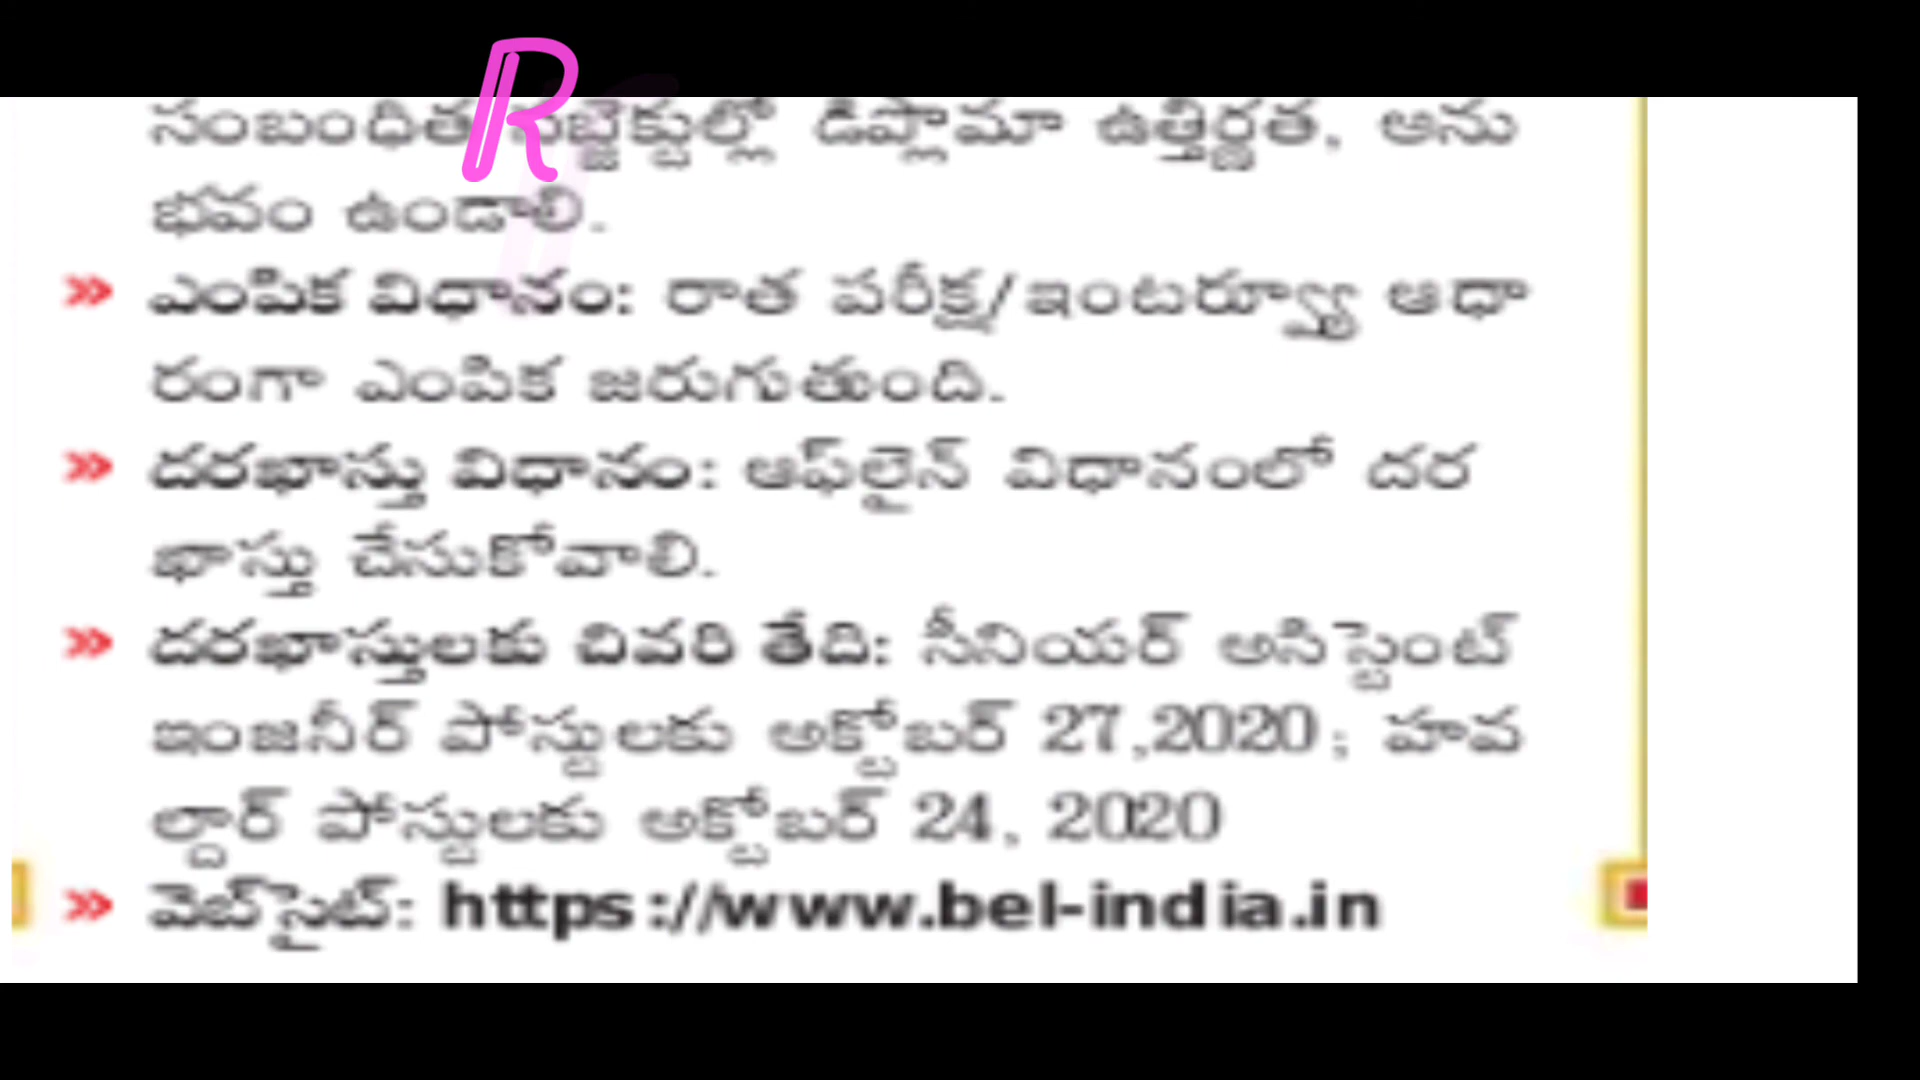 R
సంబంధిత సబ్జెక్టుల్లో డిప్లొమా ఉత్తీర్ణత, అను
భవం ఉండాలి.
» ఎంపిక విధానం: రాత పరీక్ష/ఇంటర్వ్యూ ఆధా
రంగా ఎంపిక జరుగుతుంది.
» దరఖాస్తు విధానం: ఆఫ్‌లైన్ విధానంలో దర
ఖాస్తు చేసుకోవాలి.
» దరఖాస్తులకు చివరి తేది: సీనియర్ అసిస్టెంట్
ఇంజనీర్ పోస్టులకు అక్టోబర్ 27,2020; హవ
ల్దార్ పోస్టులకు అక్టోబర్ 24, 2020
» వెబ్‌సైట్: https://www.bel-india.in